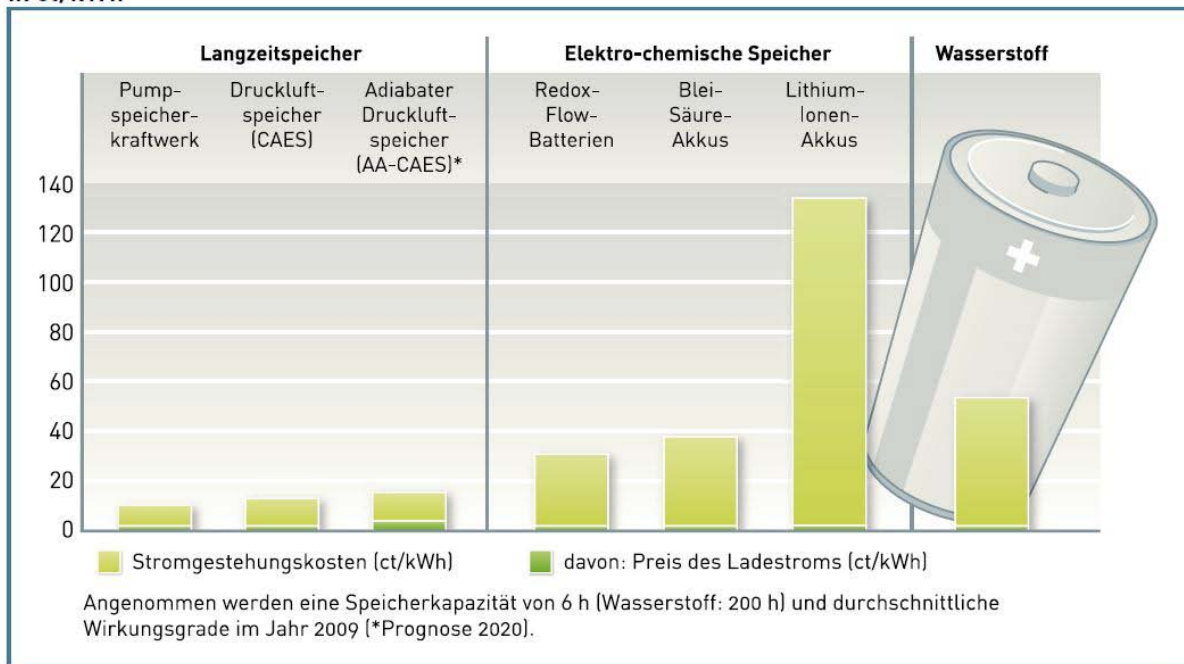 Langzeitspeicher
Elektro-chemische Speicher
Wasserstoff
Pump-
speicher-
kraftwerk
Druckluft-
speicher
(CAES)
Adiabater
Druckluft-
speicher
(AA-CAES)*
Redox-
Flow-
Batterien
Blei-
Säure-
Akkus
Lithium-
Ionen-
Akkus
140
120
100
80
60
40
20
0
Stromgestehungskosten (ct/kWh)
davon: Preis des Ladestroms (ct/kWh)
Angenommen werden eine Speicherkapazität von 6 h (Wasserstoff: 200 h) und durchschnittliche
Wirkungsgrade im Jahr 2009 (*Prognose 2020).